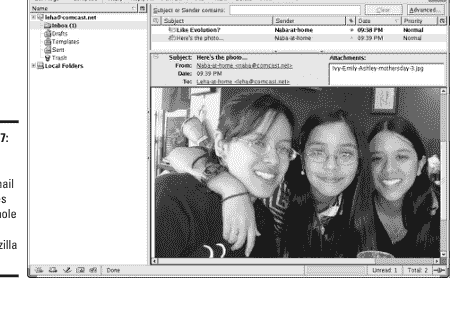 Name
leha@comcast.net
Inbox (1)
Drafts
Templates
Sent
Trash
Local Folders
Subject or Sender contains:
Clear
Advanced...
Subject Sender Date Priority
Like Evolution? Naba-at-home 09:58 PM Normal
Here's the photo... Naba-at-home 09:39 PM Normal
Subject: Here's the photo...
From: Naba-at-home <naba@comcast.net>
Date: 09:39 PM
To: Leha-at-home <leha@comcast.net>
Attachments:
Ivy-Emily-Ashley-mothersday-3.jpg
7:
nail
es
hole
zilla
Done
Unread: 1
Total: 2